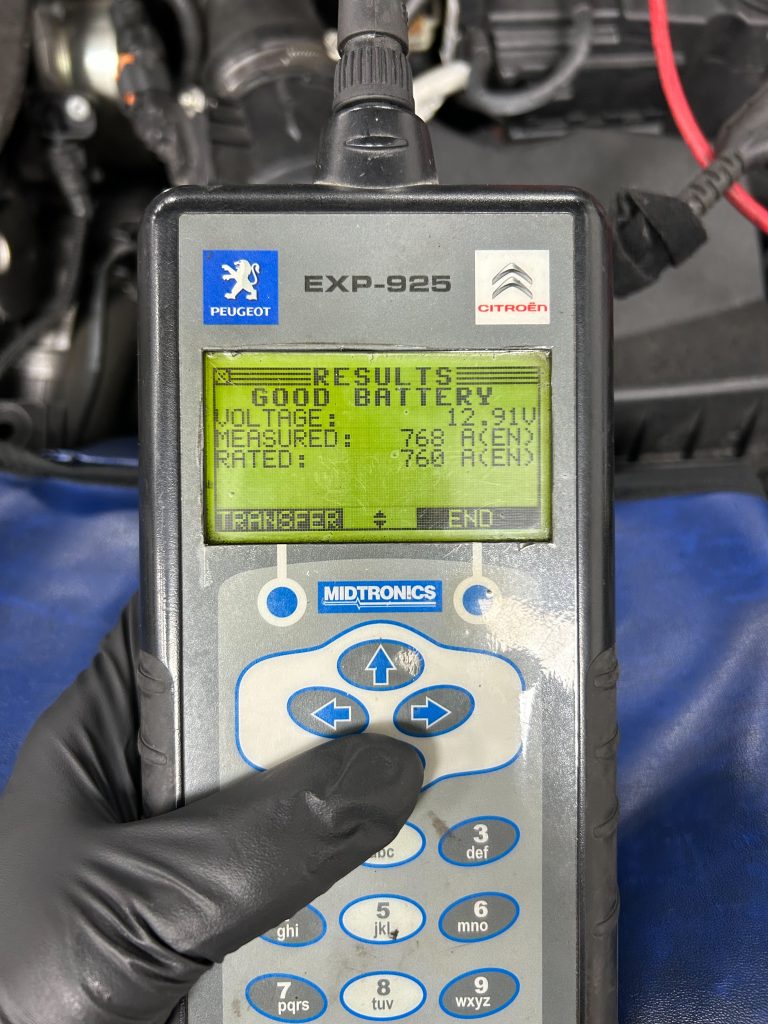 PEUGEOT
EXP-925
CITROËN
RESULTS
GOOD BATTERY
VOLTAGE: 12.91V
MEASURED: 768 A(EN)
RATED: 760 A(EN)
TRANSFER END
MIDTRONICS
bc
3
def
ghi
5
jkl
6
mno
7
pqrs
8
tuv
9
wxyz